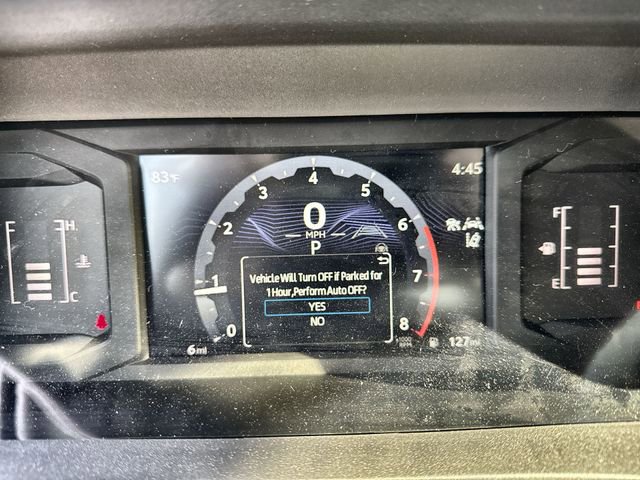 83°F
4:45
0
MPH
P
0
1
2
3
4
5
6
7
8
Vehicle Will Turn OFF if Parked for
1 Hour,Perform Auto OFF?
YES
NO
H
C
F
E
6mi
127mi